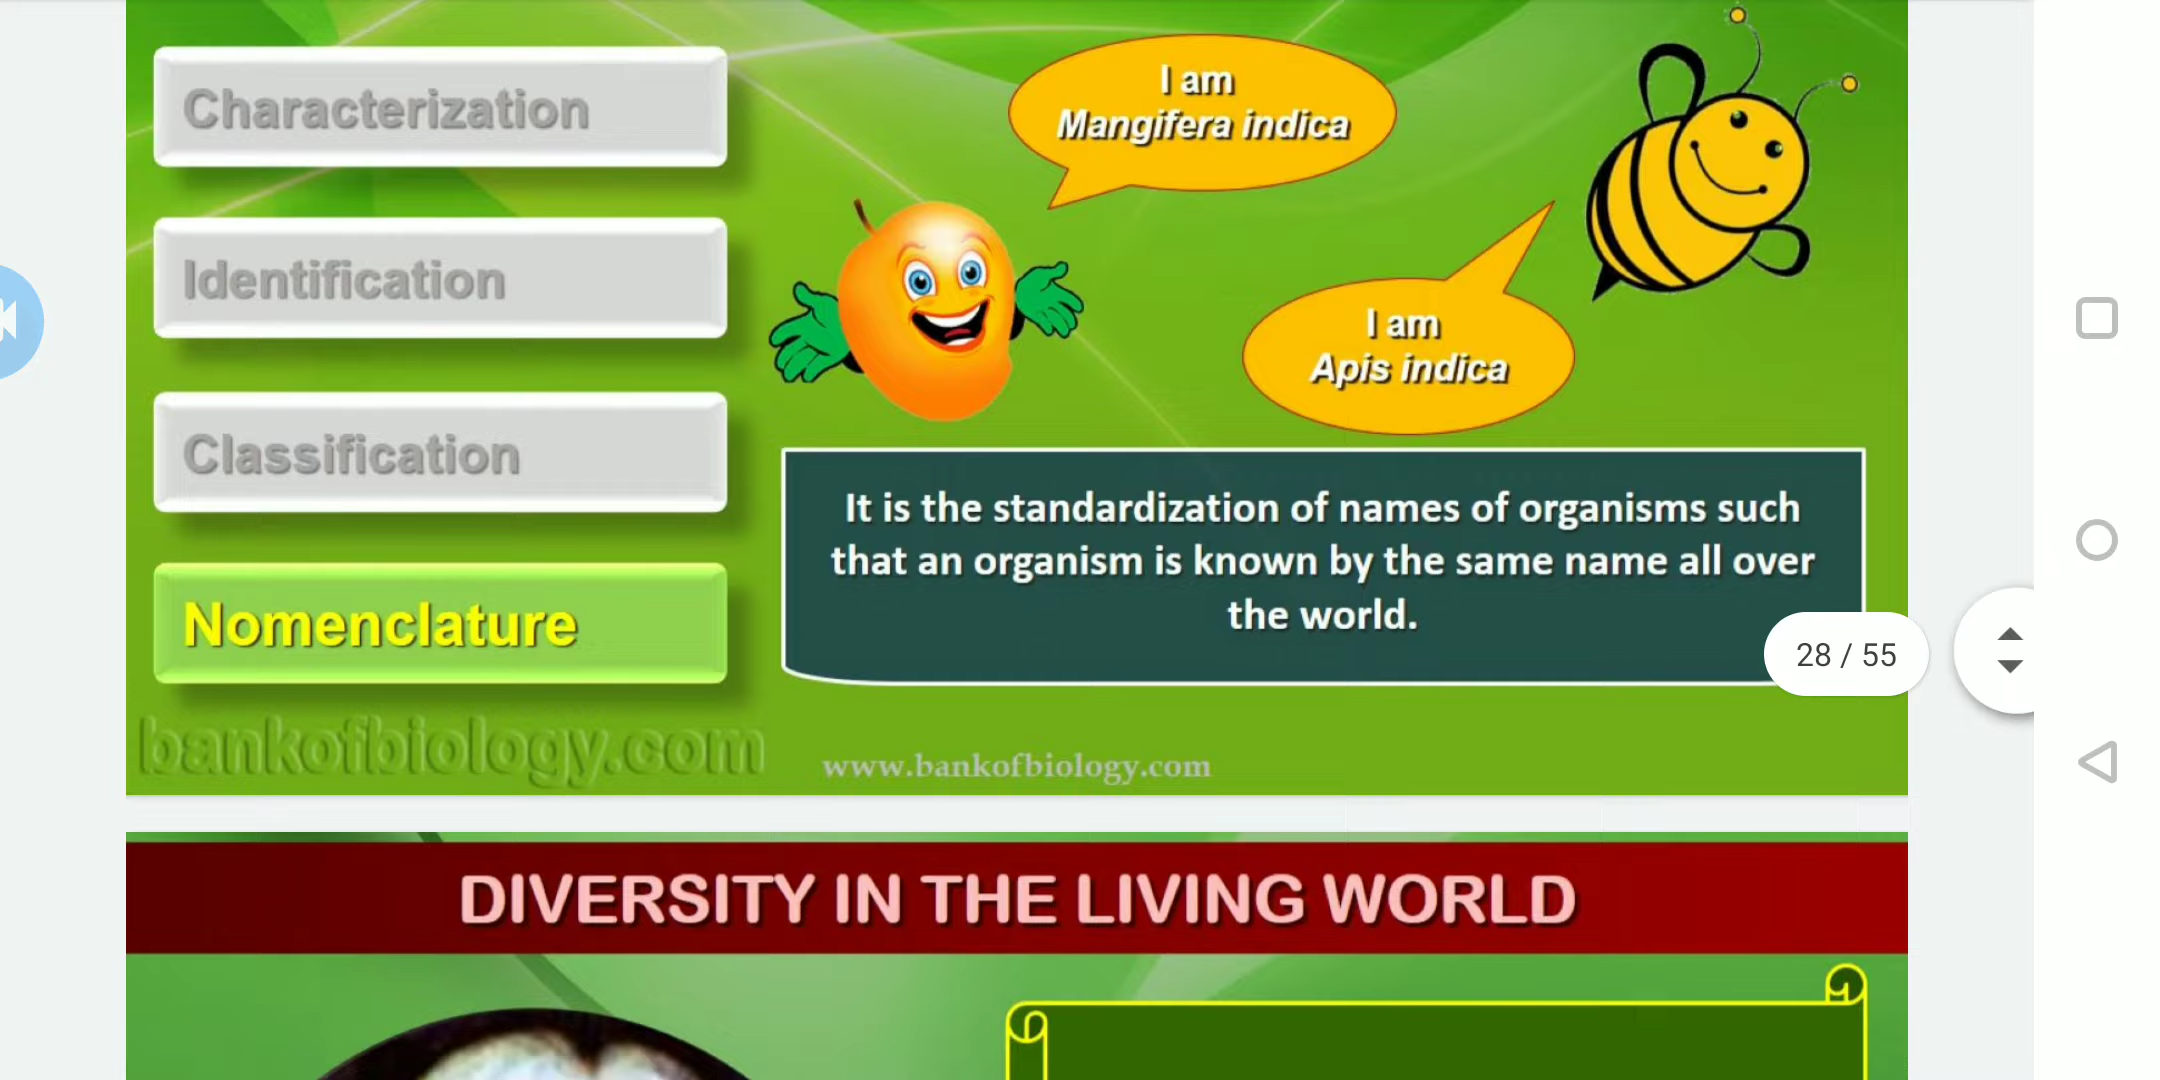 Characterization
Identification
Classification
Nomenclature
I am
Mangifera indica
I am
Apis indica
It is the standardization of names of organisms such
that an organism is known by the same name all over
the world.
28 / 55
bankofbiology.com
www.bankofbiology.com
DIVERSITY IN THE LIVING WORLD